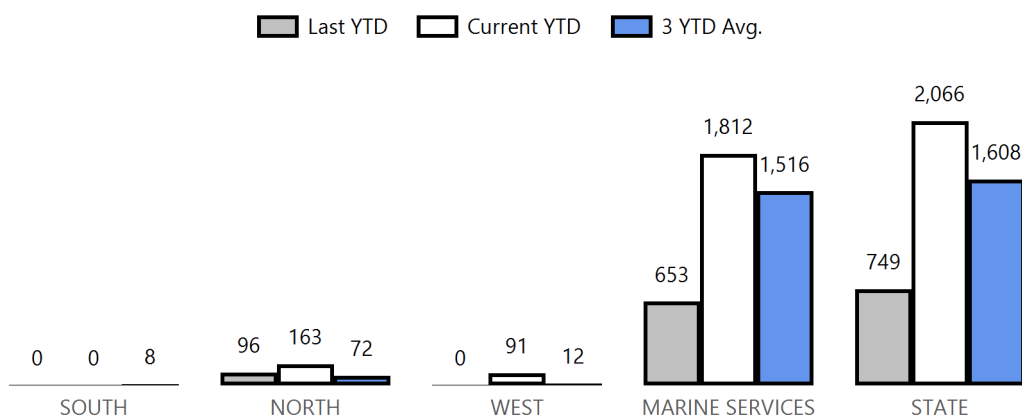 Last YTD Current YTD 3 YTD Avg.
0 0 8
96 163 72
0 91 12
653 1,812 1,516
749 2,066 1,608
SOUTH NORTH WEST MARINE SERVICES STATE